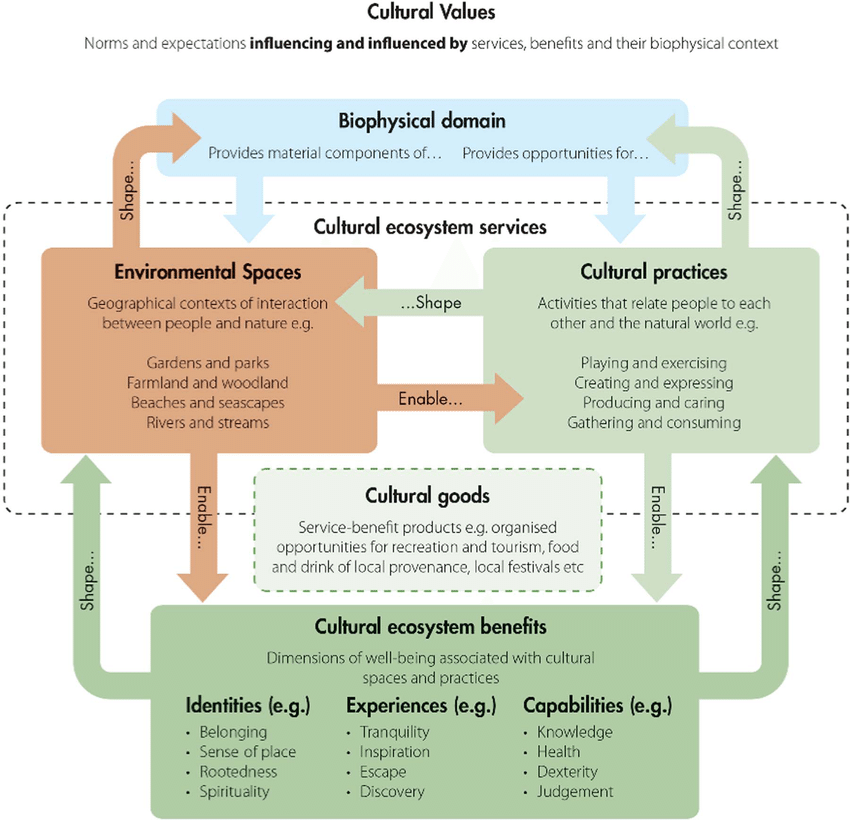 Cultural Values
Norms and expectations influencing and influenced by services, benefits and their biophysical context
Biophysical domain
Provides material components of... Provides opportunities for...
Shape...
Shape...
Cultural ecosystem services
Environmental Spaces
Geographical contexts of interaction
between people and nature e.g.
Gardens and parks
Farmland and woodland
Beaches and seascapes
Rivers and streams
...Shape
Enable...
Cultural practices
Activities that relate people to each
other and the natural world e.g.
Playing and exercising
Creating and expressing
Producing and caring
Gathering and consuming
Shape...
Enable...
Cultural goods
Service-benefit products e.g. organised
opportunities for recreation and tourism, food
and drink of local provenance, local festivals etc
Enable...
Shape...
Cultural ecosystem benefits
Dimensions of well-being associated with cultural
spaces and practices
Identities (e.g.)
• Belonging
• Sense of place
• Rootedness
• Spirituality
Experiences (e.g.)
• Tranquility
• Inspiration
• Escape
• Discovery
Capabilities (e.g.)
• Knowledge
• Health
• Dexterity
• Judgement